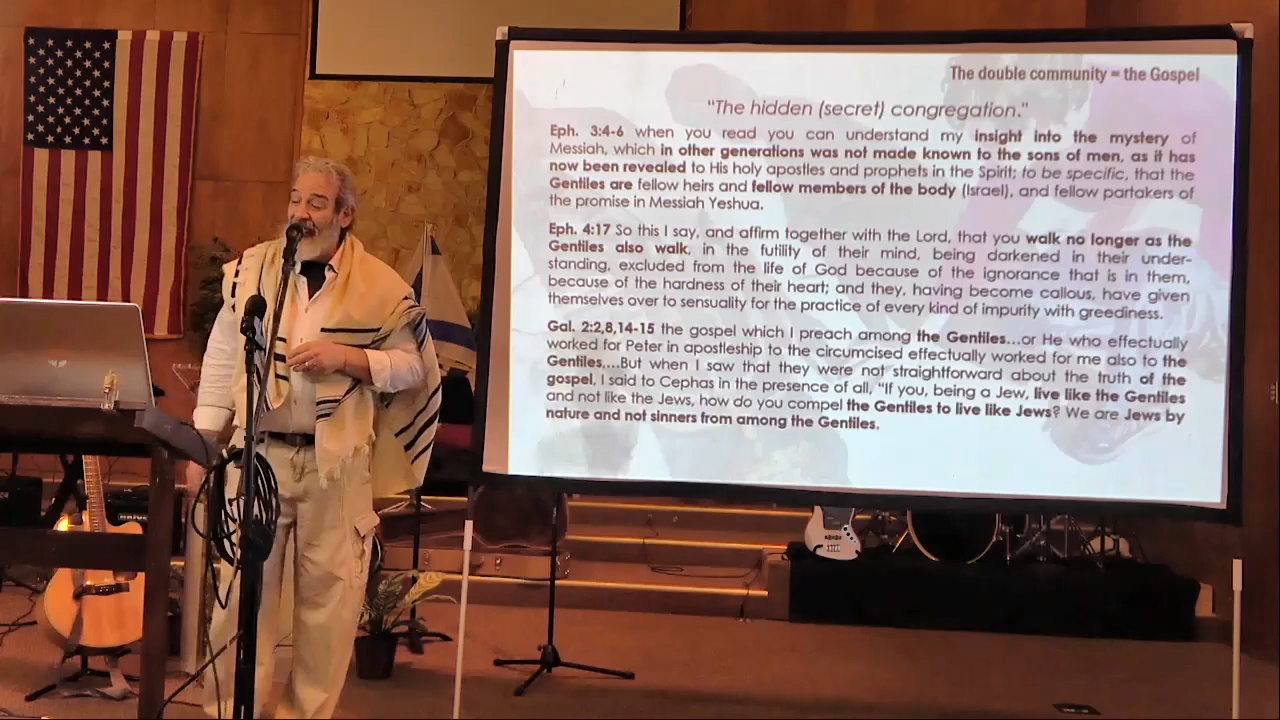 The double community = the Gospel
"The hidden (secret) congregation."
Eph. 3:4-6 when you read you can understand my insight into the mystery of
Messiah, which in other generations was not made known to the sons of men, as it has
now been revealed to His holy apostles and prophets in the Spirit; to be specific, that the
Gentiles are fellow heirs and fellow members of the body (Israel), and fellow partakers of
the promise in Messiah Yeshua.
Eph. 4:17 So this I say, and affirm together with the Lord, that you walk no longer as the
Gentiles also walk, in the futility of their mind, being darkened in their under-
standing, excluded from the life of God because of the ignorance that is in them,
because of the hardness of their heart; and they, having become callous, have given
themselves over to sensuality for the practice of every kind of impurity with greediness.
Gal. 2:2,8,14-15 the gospel which I preach among the Gentiles...or He who effectually
worked for Peter in apostleship to the circumcised effectually worked for me also to the
Gentiles,...But when I saw that they were not straightforward about the truth of the
gospel, I said to Cephas in the presence of all, "If you, being a Jew, live like the Gentiles
and not like the Jews, how do you compel the Gentiles to live like Jews? We are Jews by
nature and not sinners from among the Gentiles.